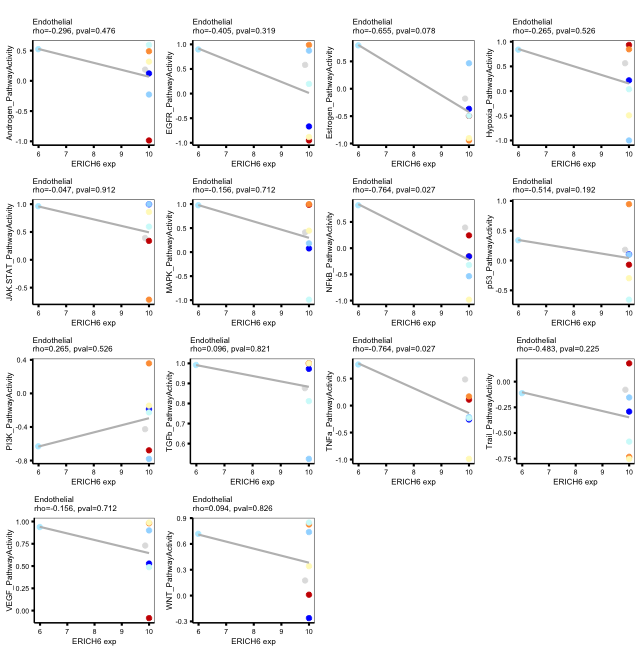 Endothelial
rho=-0.296, pval=0.476
Endothelial
rho=-0.405, pval=0.319
Endothelial
rho=-0.655, pval=0.078
Endothelial
rho=-0.265, pval=0.526
Androgen_PathwayActivity
0.5
0.0
-0.5
-1.0
6 7 8 9 10
ERICH6 exp
EGFR_PathwayActivity
1.0
0.5
0.0
-0.5
-1.0
6 7 8 9 10
ERICH6 exp
Estrogen_PathwayActivity
0.5
0.0
-0.5
-1.0
6 7 8 9 10
ERICH6 exp
Hypoxia_PathwayActivity
1.0
0.5
0.0
-0.5
-1.0
6 7 8 9 10
ERICH6 exp
Endothelial
rho=-0.047, pval=0.912
Endothelial
rho=-0.156, pval=0.712
Endothelial
rho=-0.764, pval=0.027
Endothelial
rho=-0.514, pval=0.192
JAK-STAT_PathwayActivity
1.0
0.5
0.0
-0.5
6 7 8 9 10
ERICH6 exp
MAPK_PathwayActivity
1.0
0.5
0.0
-0.5
-1.0
6 7 8 9 10
ERICH6 exp
NFkB_PathwayActivity
0.5
0.0
-0.5
-1.0
6 7 8 9 10
ERICH6 exp
p53_PathwayActivity
1.0
0.5
0.0
-0.5
6 7 8 9 10
ERICH6 exp
Endothelial
rho=0.265, pval=0.526
Endothelial
rho=0.096, pval=0.821
Endothelial
rho=-0.764, pval=0.027
Endothelial
rho=-0.483, pval=0.225
PI3K_PathwayActivity
0.4
0.0
-0.4
-0.8
6 7 8 9 10
ERICH6 exp
TGFb_PathwayActivity
1.0
0.9
0.8
0.7
0.6
6 7 8 9 10
ERICH6 exp
TNFa_PathwayActivity
0.5
0.0
-0.5
-1.0
6 7 8 9 10
ERICH6 exp
Trail_PathwayActivity
0.00
-0.25
-0.50
-0.75
6 7 8 9 10
ERICH6 exp
Endothelial
rho=-0.156, pval=0.712
Endothelial
rho=0.094, pval=0.826
VEGF_PathwayActivity
1.00
0.75
0.50
0.25
0.00
6 7 8 9 10
ERICH6 exp
WNT_PathwayActivity
0.9
0.6
0.3
0.0
-0.3
6 7 8 9 10
ERICH6 exp